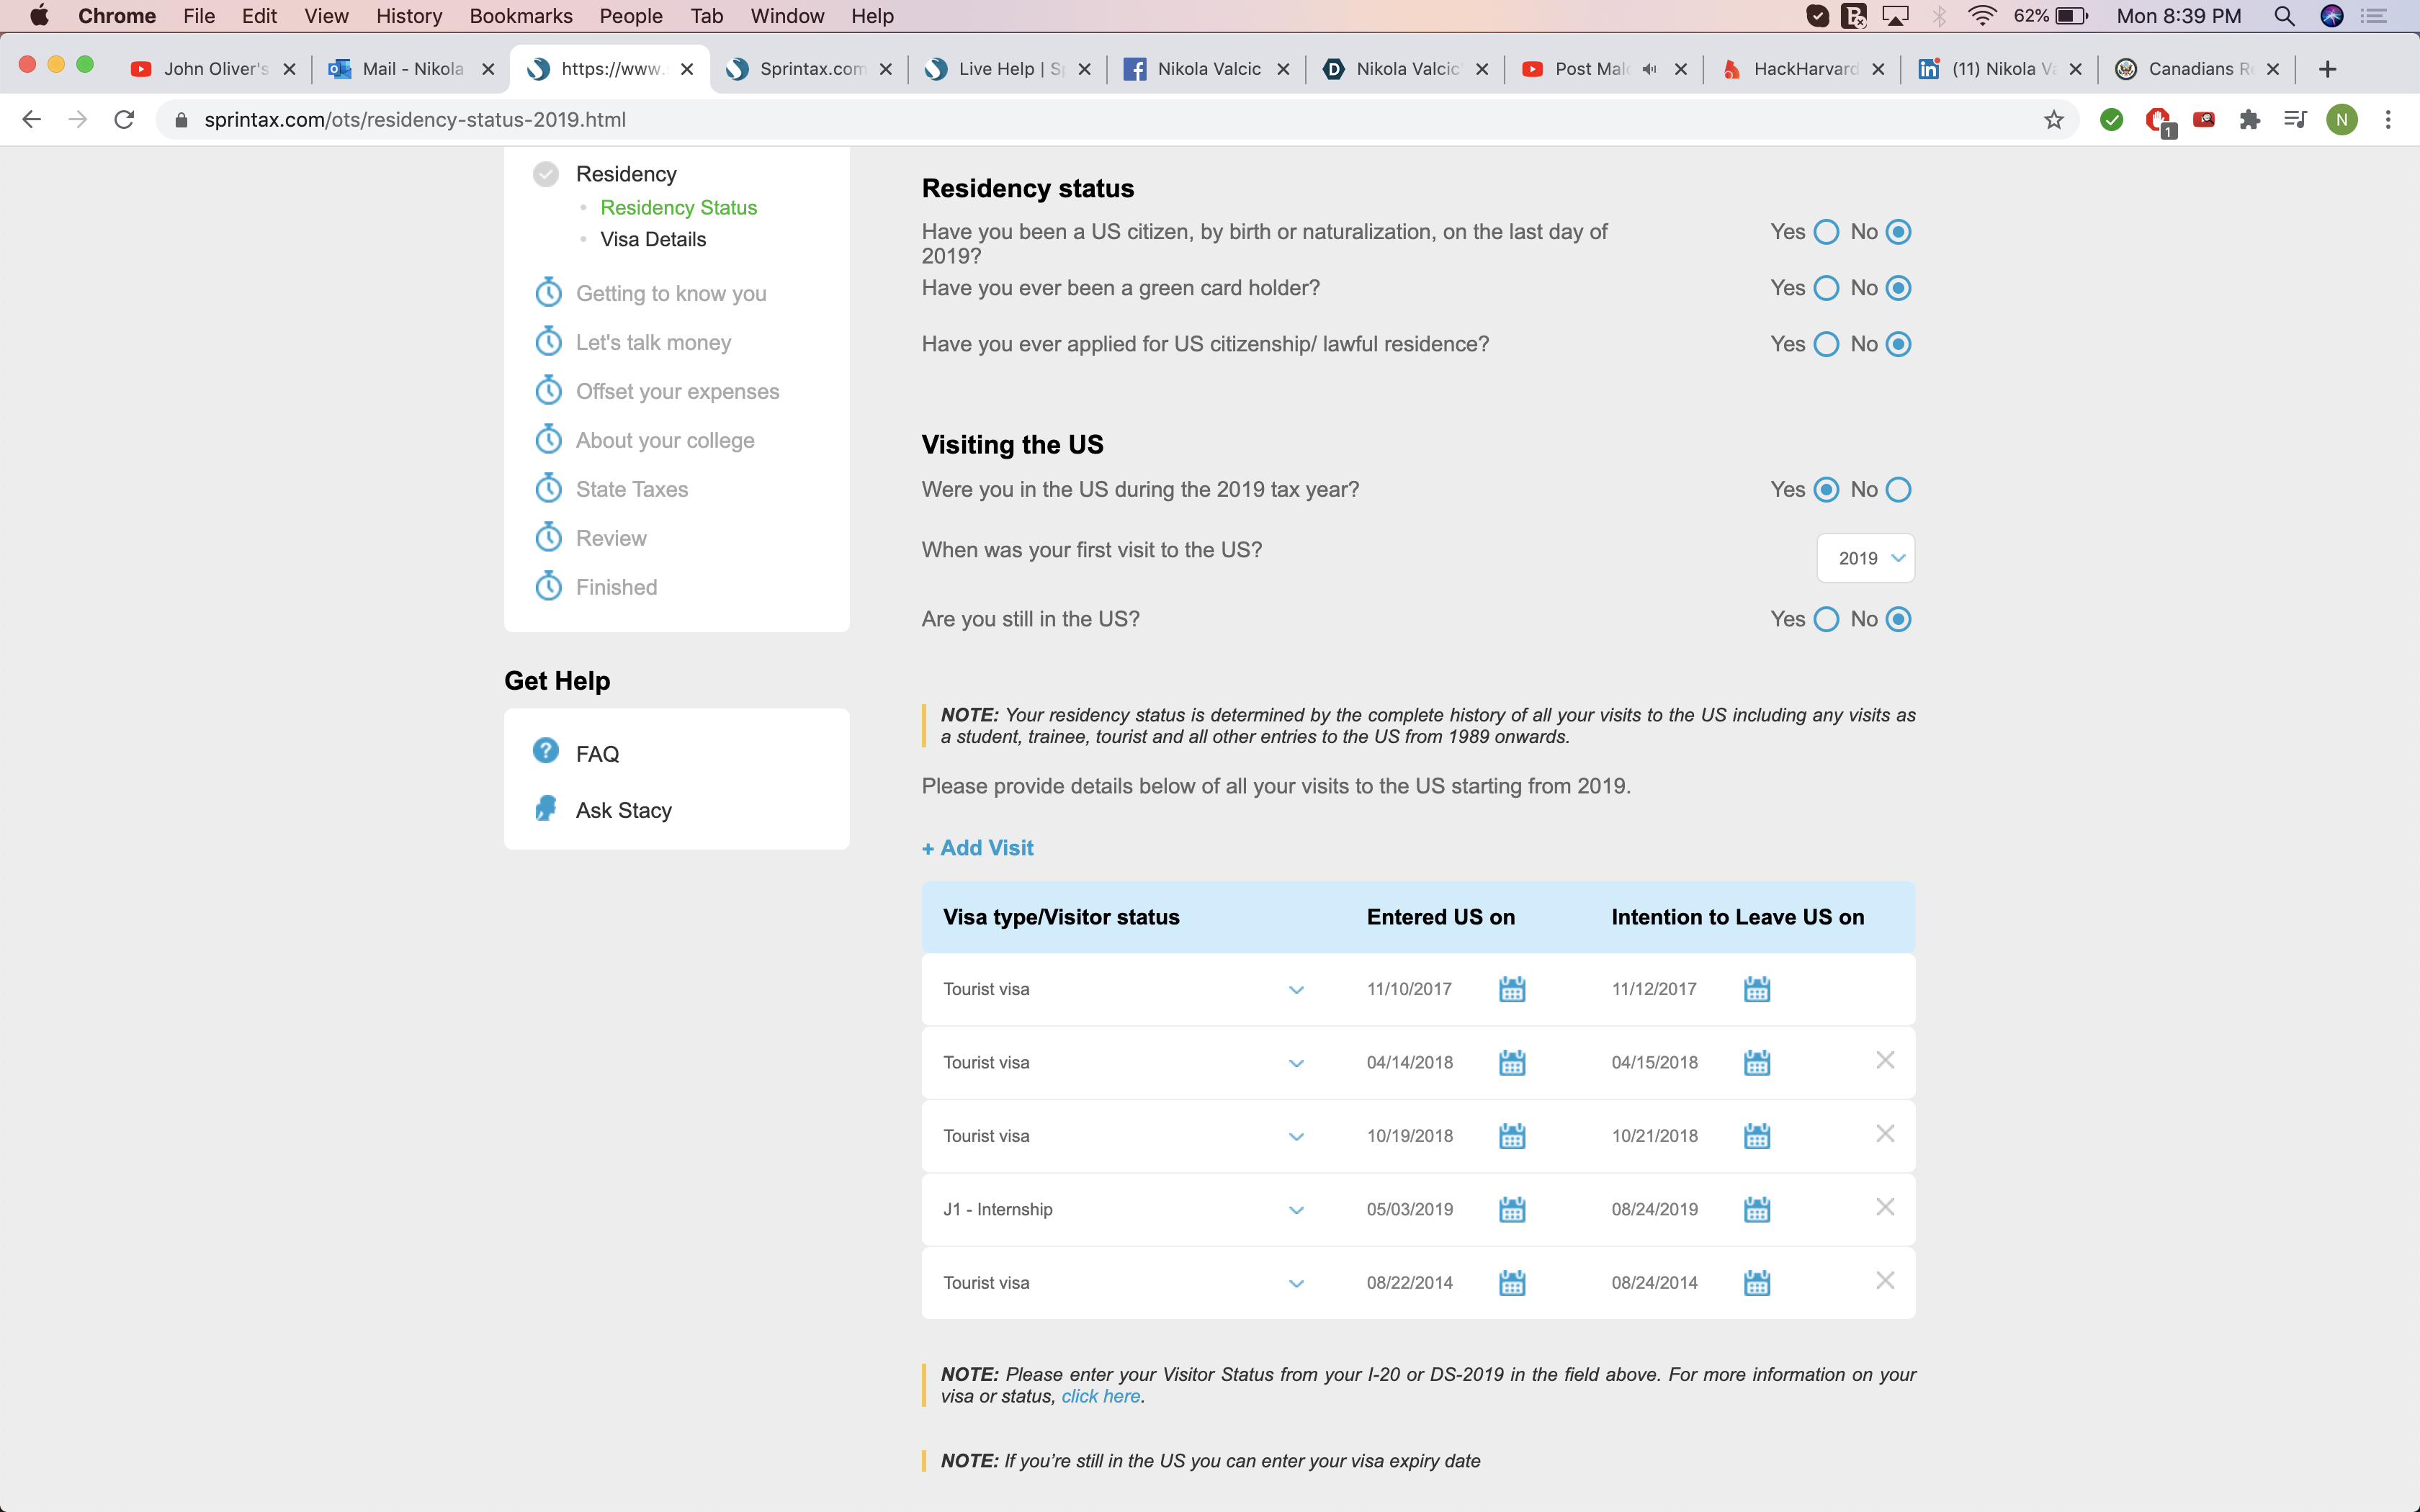 Chrome File Edit View History Bookmarks People Tab Window Help 62% Mon 8:39 PM
John Oliver's Mail - Nikola https://www. Sprintax.com Live Help | Sp Nikola Valcic Nikola Valcic' Post Malo HackHarvard (11) Nikola Va Canadians Re
sprintax.com/ots/residency-status-2019.html
1
N
Residency
Residency Status
Visa Details
Getting to know you
Let's talk money
Offset your expenses
About your college
State Taxes
Review
Finished
Get Help
FAQ
Ask Stacy
Residency status
Have you been a US citizen, by birth or naturalization, on the last day of
2019?
Yes No
Have you ever been a green card holder? Yes No
Have you ever applied for US citizenship/ lawful residence? Yes No
Visiting the US
Were you in the US during the 2019 tax year? Yes No
When was your first visit to the US? 2019
Are you still in the US? Yes No
NOTE: Your residency status is determined by the complete history of all your visits to the US including any visits as
a student, trainee, tourist and all other entries to the US from 1989 onwards.
Please provide details below of all your visits to the US starting from 2019.
+ Add Visit
Visa type/Visitor status Entered US on Intention to Leave US on
Tourist visa 11/10/2017 11/12/2017
Tourist visa 04/14/2018 04/15/2018
Tourist visa 10/19/2018 10/21/2018
J1 - Internship 05/03/2019 08/24/2019
Tourist visa 08/22/2014 08/24/2014
NOTE: Please enter your Visitor Status from your I-20 or DS-2019 in the field above. For more information on your
visa or status, click here.
NOTE: If you're still in the US you can enter your visa expiry date